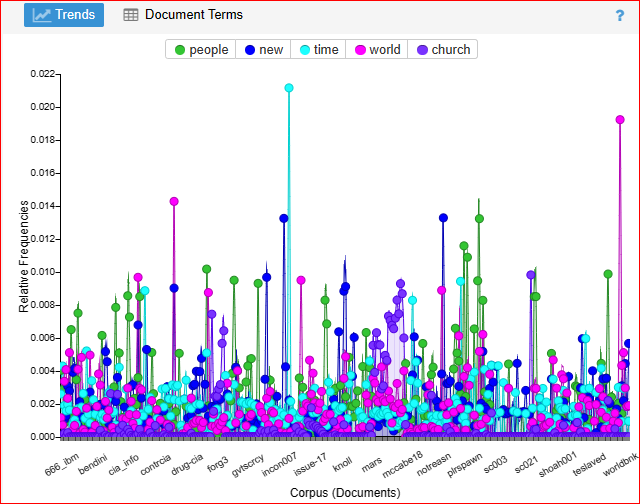 Trends Document Terms ?
people new time world church
0.022
0.020
0.018
0.016
0.014
0.012
0.010
0.008
0.006
0.004
0.002
0.000
Relative Frequencies
666_ibm bendini cia_info contrcia drug-cia forg3 gvtscrcy incon007 issue-17 knoll mars mccabe18 notreasn plrspawn sc003 sc021 shoah001 teslaved worldbnk
Corpus (Documents)